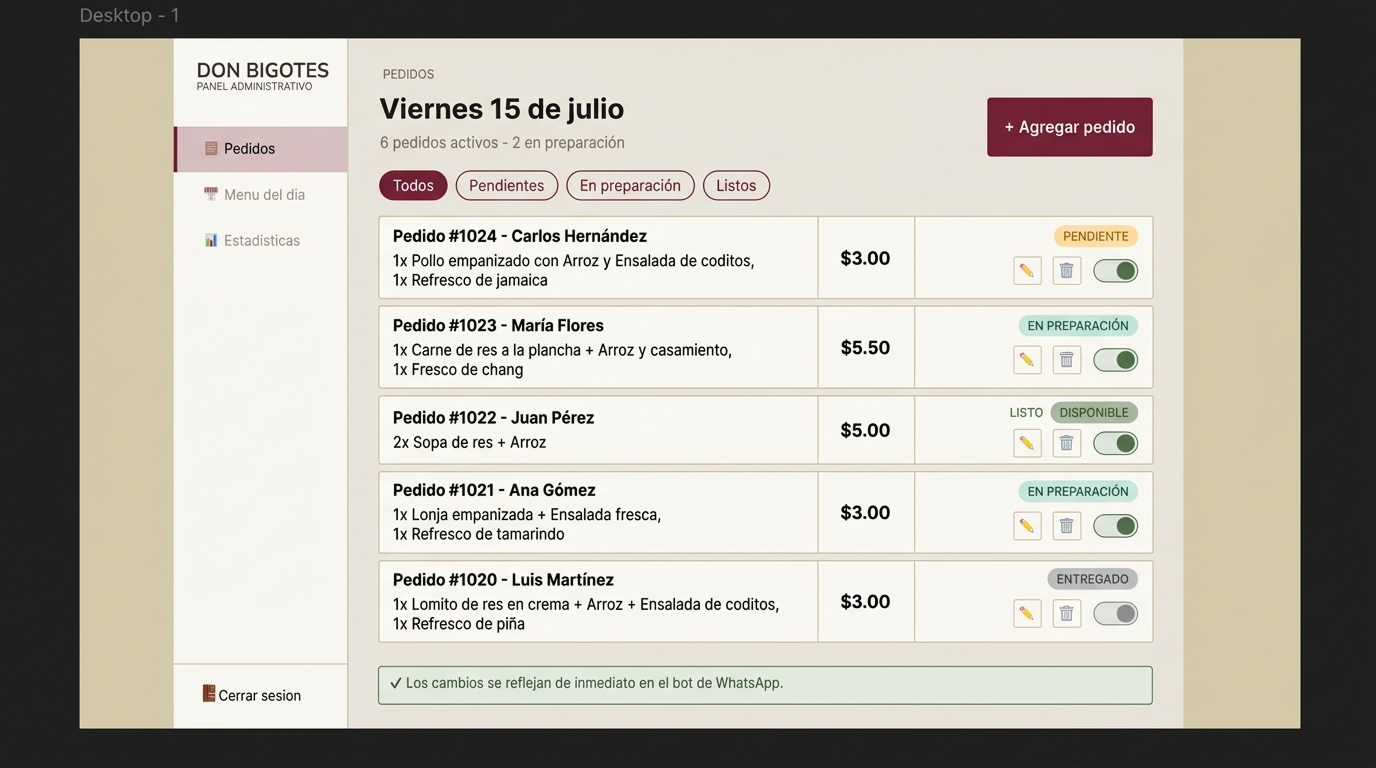 Desktop - 1
DON BIGOTES
PANEL ADMINISTRATIVO
Pedidos
Menu del dia
Estadisticas
Cerrar sesion
PEDIDOS
Viernes 15 de julio
6 pedidos activos - 2 en preparación
+ Agregar pedido
Todos
Pendientes
En preparación
Listos
Pedido #1024 - Carlos Hernández
1x Pollo empanizado con Arroz y Ensalada de coditos,
1x Refresco de jamaica
$3.00
PENDIENTE
Pedido #1023 - María Flores
1x Carne de res a la plancha + Arroz y casamiento,
1x Fresco de chang
$5.50
EN PREPARACIÓN
Pedido #1022 - Juan Pérez
2x Sopa de res + Arroz
$5.00
LISTO DISPONIBLE
Pedido #1021 - Ana Gómez
1x Lonja empanizada + Ensalada fresca,
1x Refresco de tamarindo
$3.00
EN PREPARACIÓN
Pedido #1020 - Luis Martínez
1x Lomito de res en crema + Arroz + Ensalada de coditos,
1x Refresco de piña
$3.00
ENTREGADO
✓ Los cambios se reflejan de inmediato en el bot de WhatsApp.